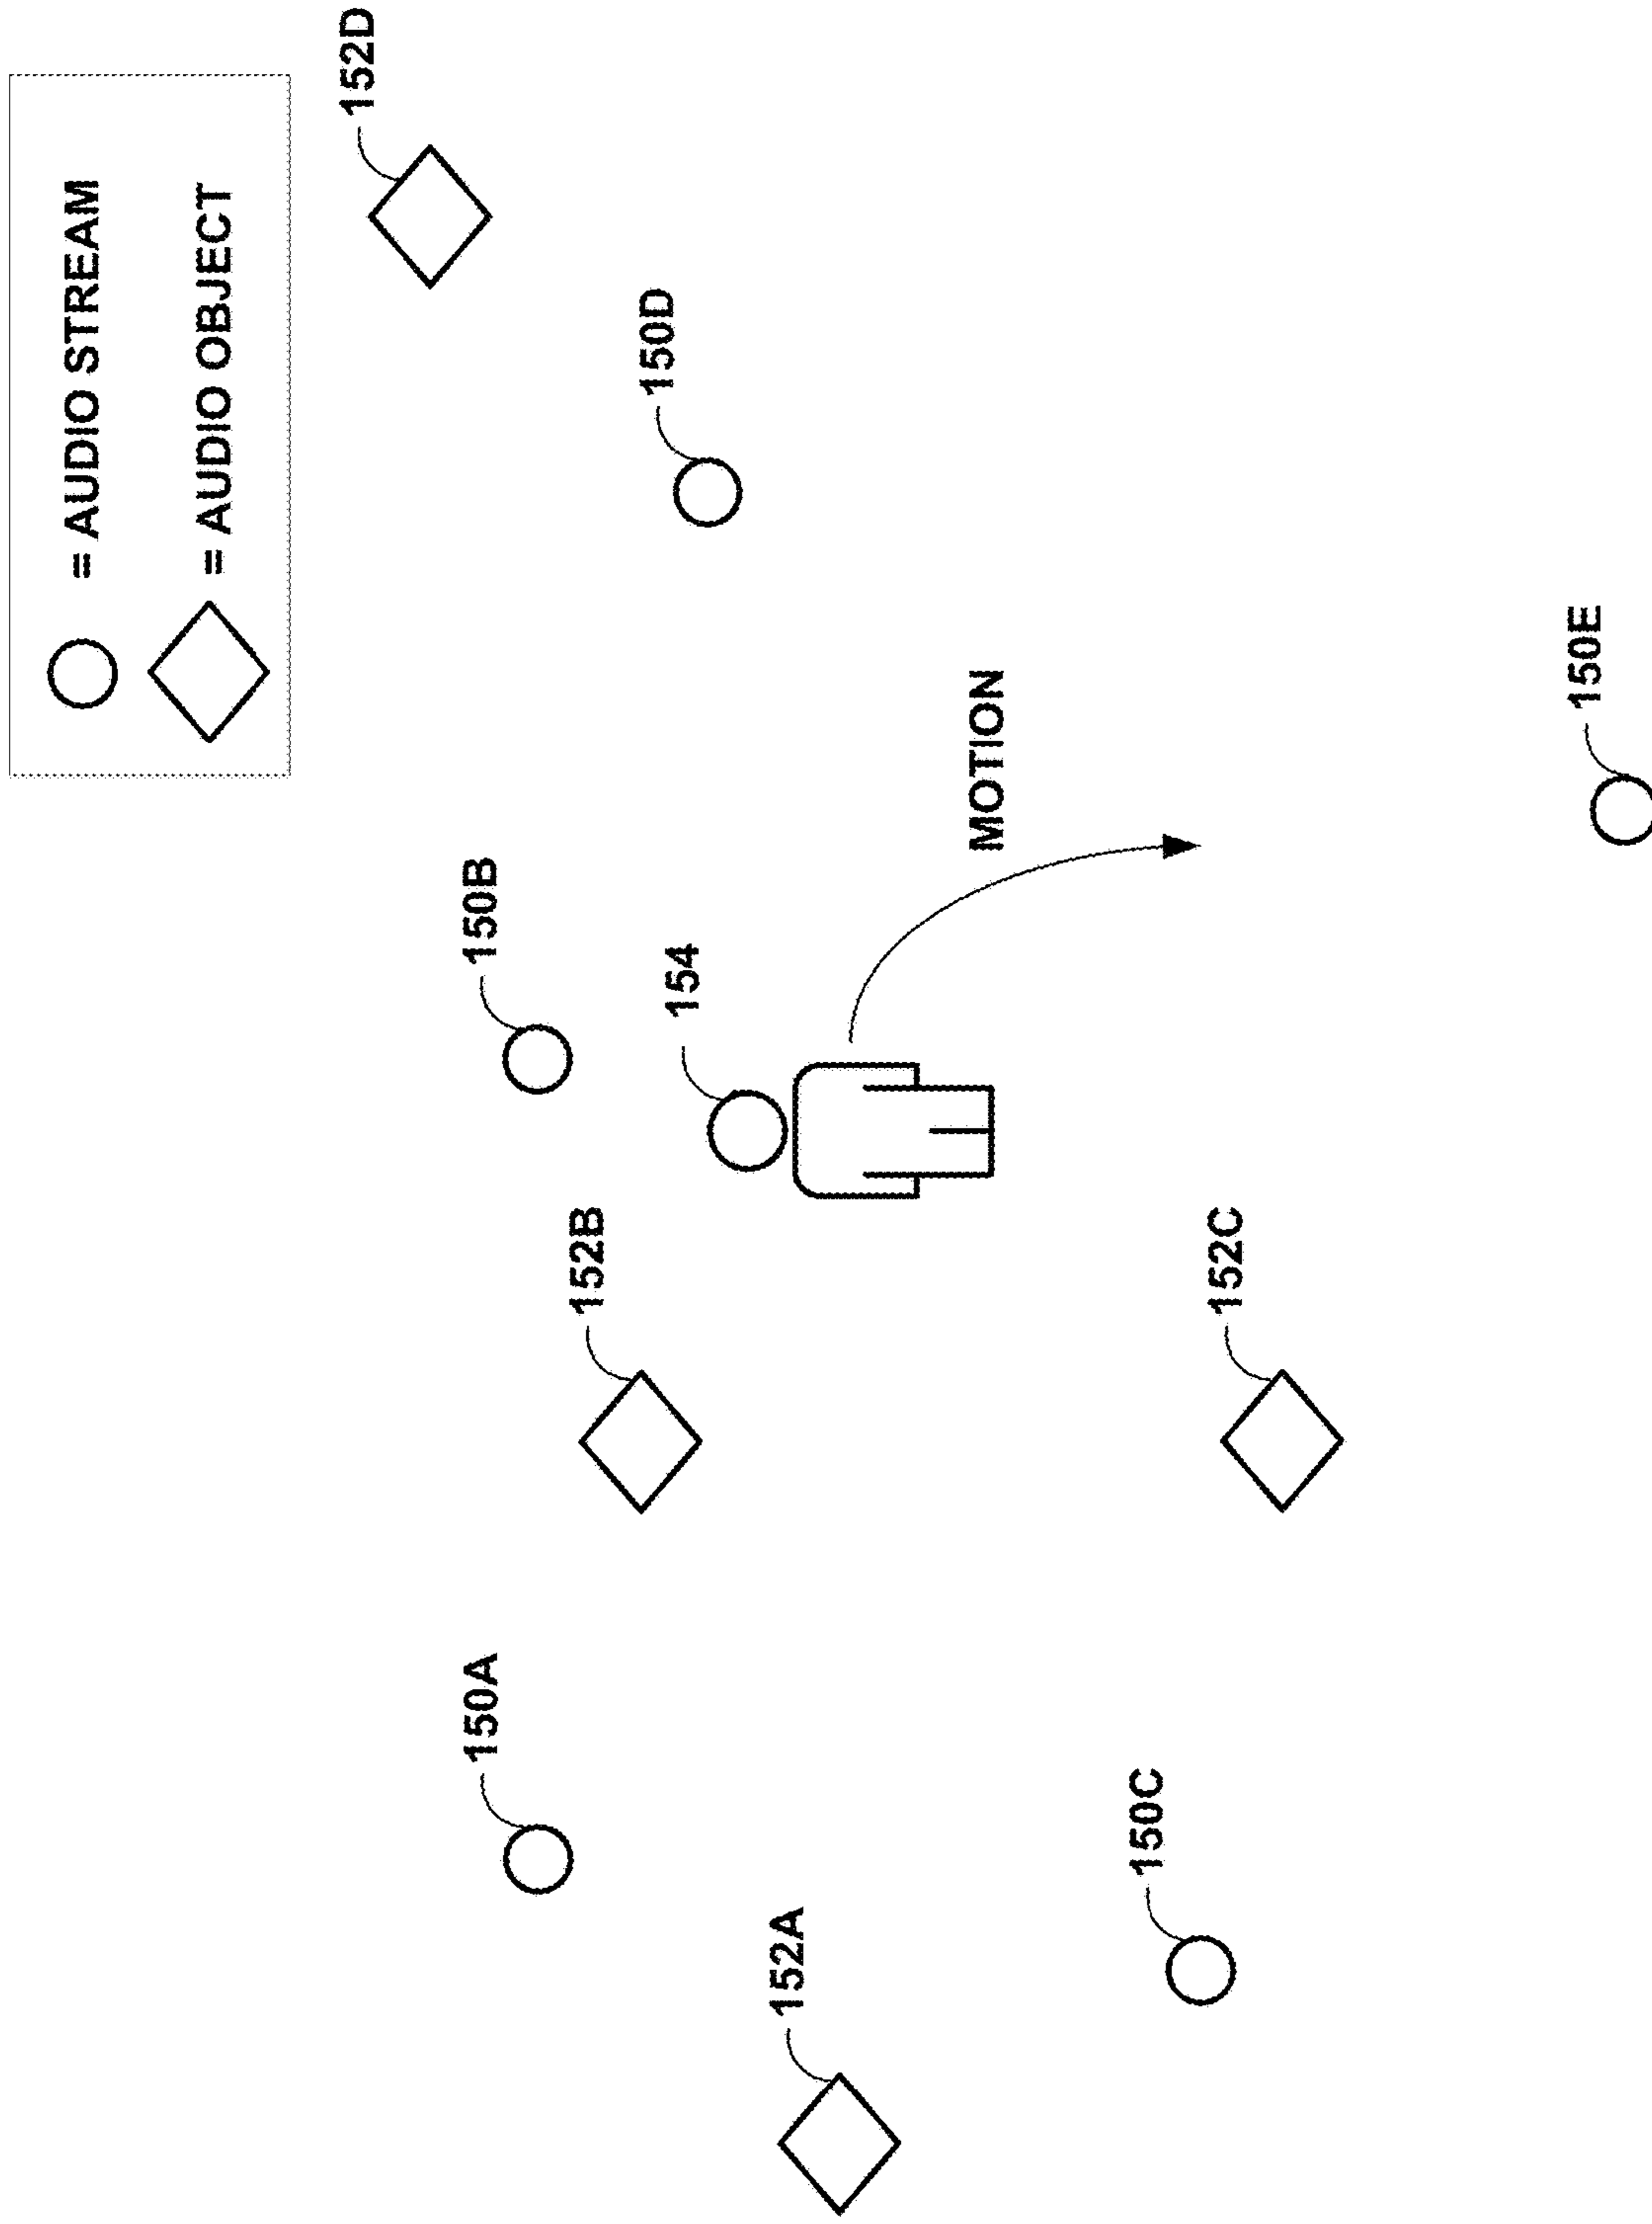 = AUDIO STREAM
= AUDIO OBJECT
152D
150D
150B
154
152B
150A
152A
MOTION
152C
150C
150E